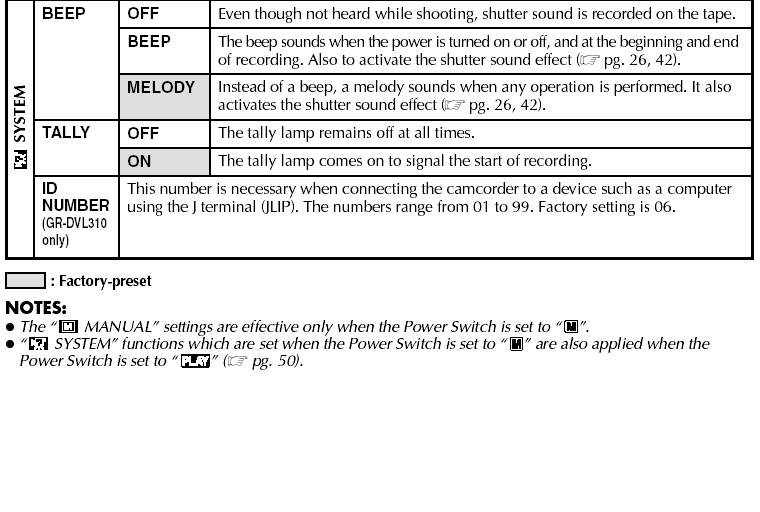 SYSTEM
BEEP
OFF
Even though not heard while shooting, shutter sound is recorded on the tape.
BEEP
The beep sounds when the power is turned on or off, and at the beginning and end
of recording. Also to activate the shutter sound effect (☞ pg. 26, 42).
MELODY
Instead of a beep, a melody sounds when any operation is performed. It also
activates the shutter sound effect (☞ pg. 26, 42).
TALLY
OFF
The tally lamp remains off at all times.
ON
The tally lamp comes on to signal the start of recording.
ID
NUMBER
(GR-DVL310
only)
This number is necessary when connecting the camcorder to a device such as a computer
using the J terminal (JLIP). The numbers range from 01 to 99. Factory setting is 06.
: Factory-preset
NOTES:
● The “M MANUAL” settings are effective only when the Power Switch is set to “M”.
● “ SYSTEM” functions which are set when the Power Switch is set to “M” are also applied when the
Power Switch is set to “PLAY” (☞ pg. 50).